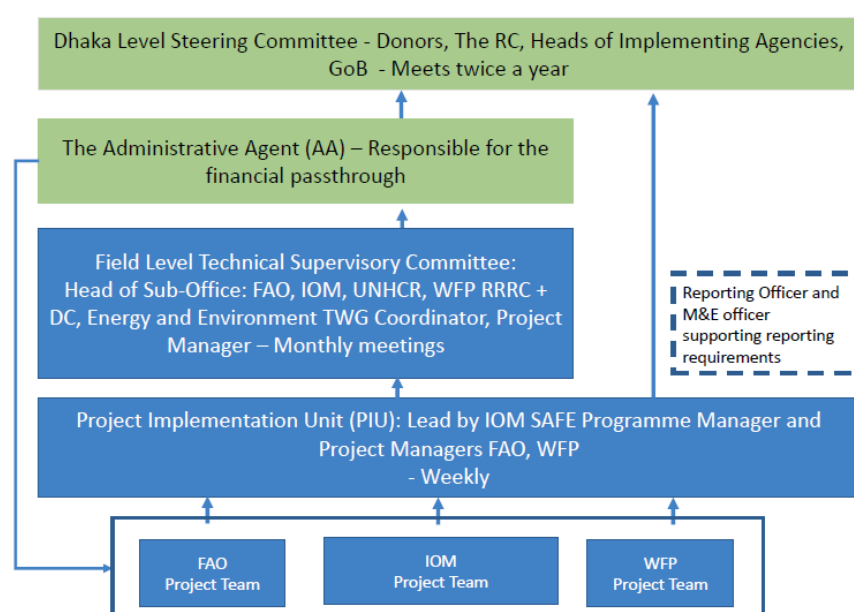 Dhaka Level Steering Committee - Donors, The RC, Heads of Implementing Agencies,
GoB - Meets twice a year
The Administrative Agent (AA) – Responsible for the
financial passthrough
Field Level Technical Supervisory Committee:
Head of Sub-Office: FAO, IOM, UNHCR, WFP RRRC +
DC, Energy and Environment TWG Coordinator, Project
Manager – Monthly meetings
Reporting Officer and
M&E officer
supporting reporting
requirements
Project Implementation Unit (PIU): Lead by IOM SAFE Programme Manager and
Project Managers FAO, WFP
- Weekly
FAO
Project Team
IOM
Project Team
WFP
Project Team